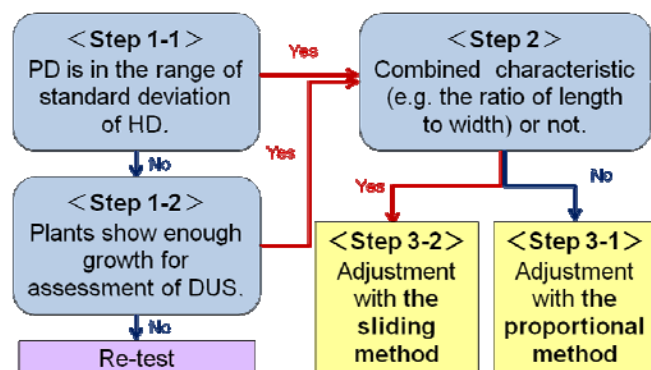 <Step 1-1>
PD is in the range of
standard deviation
of HD.
Yes
<Step 2>
Combined characteristic
(e.g. the ratio of length
to width) or not.
No
Yes
<Step 1-2>
Plants show enough
growth for
assessment of DUS.
Yes
No
<Step 3-2>
Adjustment
with the
sliding
method
<Step 3-1>
Adjustment
with the
proportional
method
No
Re-test